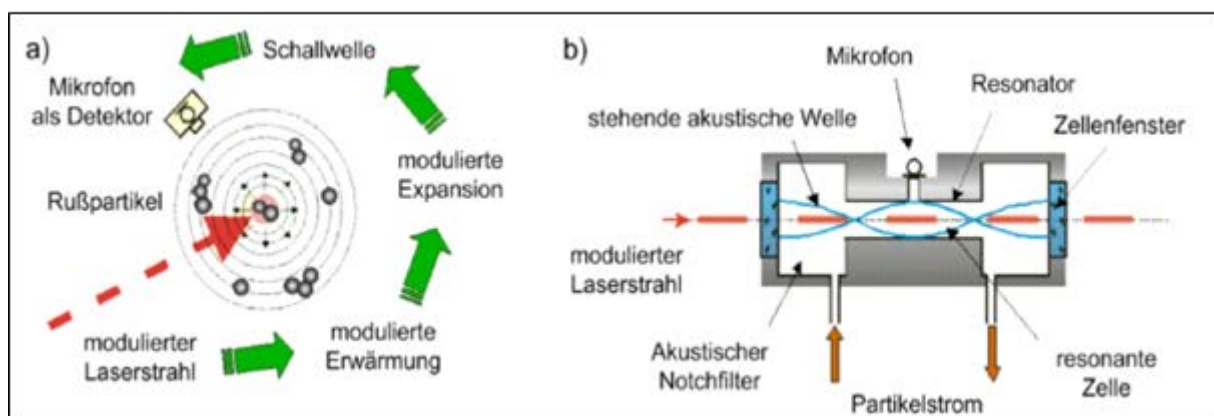 a)
Schallwelle
Mikrofon
als Detektor
Rußpartikel
modulierte
Expansion
modulierter
Laserstrahl
modulierte
Erwärmung
b)
Mikrofon
Resonator
stehende akustische Welle
Zellenfenster
modulierter
Laserstrahl
Akustischer
Notchfilter
resonante
Zelle
Partikelstrom